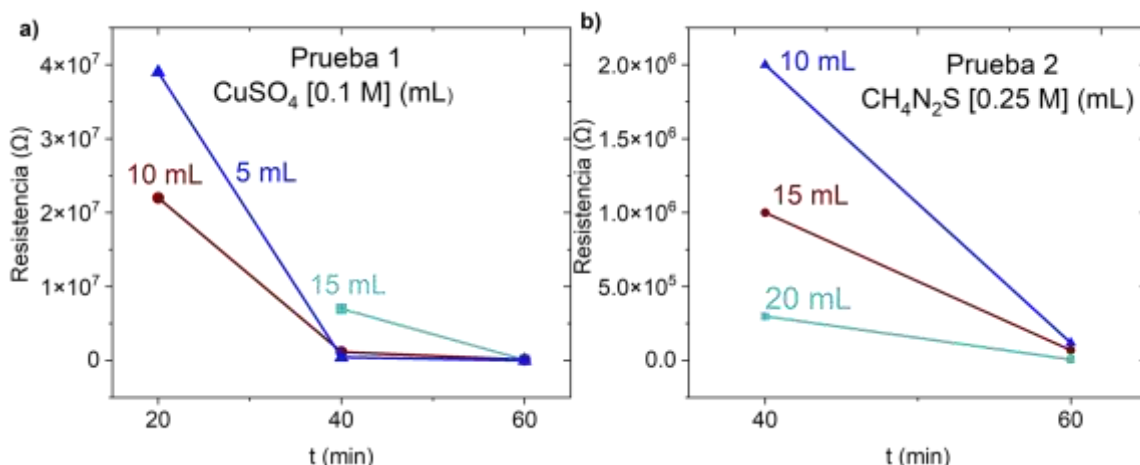 a)
Prueba 1
CuSO₄ [0.1 M] (mL)
4×10⁷
3×10⁷
2×10⁷
1×10⁷
0
Resistencia (Ω)
10 mL
5 mL
15 mL
20
40
60
t (min)
b)
10 mL
Prueba 2
CH₄N₂S [0.25 M] (mL)
2.0×10⁶
1.5×10⁶
1.0×10⁶
5.0×10⁵
0.0
Resistencia (Ω)
15 mL
20 mL
40
60
t (min)